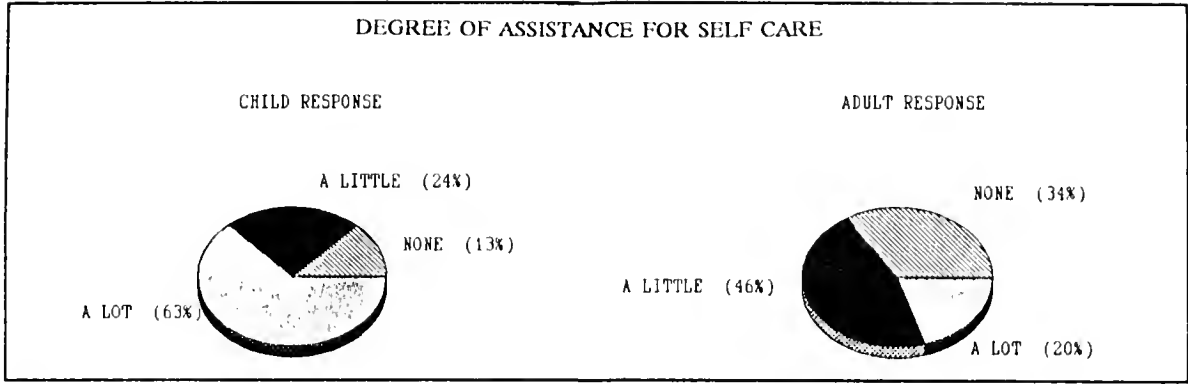 DEGREE OF ASSISTANCE FOR SELF CARE
CHILD RESPONSE
A LITTLE (24%)
NONE (13%)
A LOT (63%)
ADULT RESPONSE
NONE (34%)
A LITTLE (46%)
A LOT (20%)